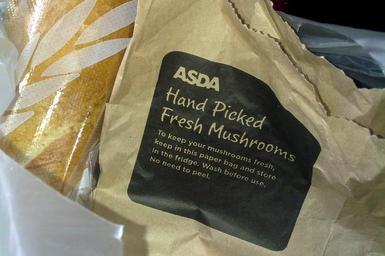 ASDA
Hand Picked
Fresh Mushrooms
To keep your mushrooms fresh,
keep in this paper bag and store
in the fridge. Wash before use.
No need to peel.